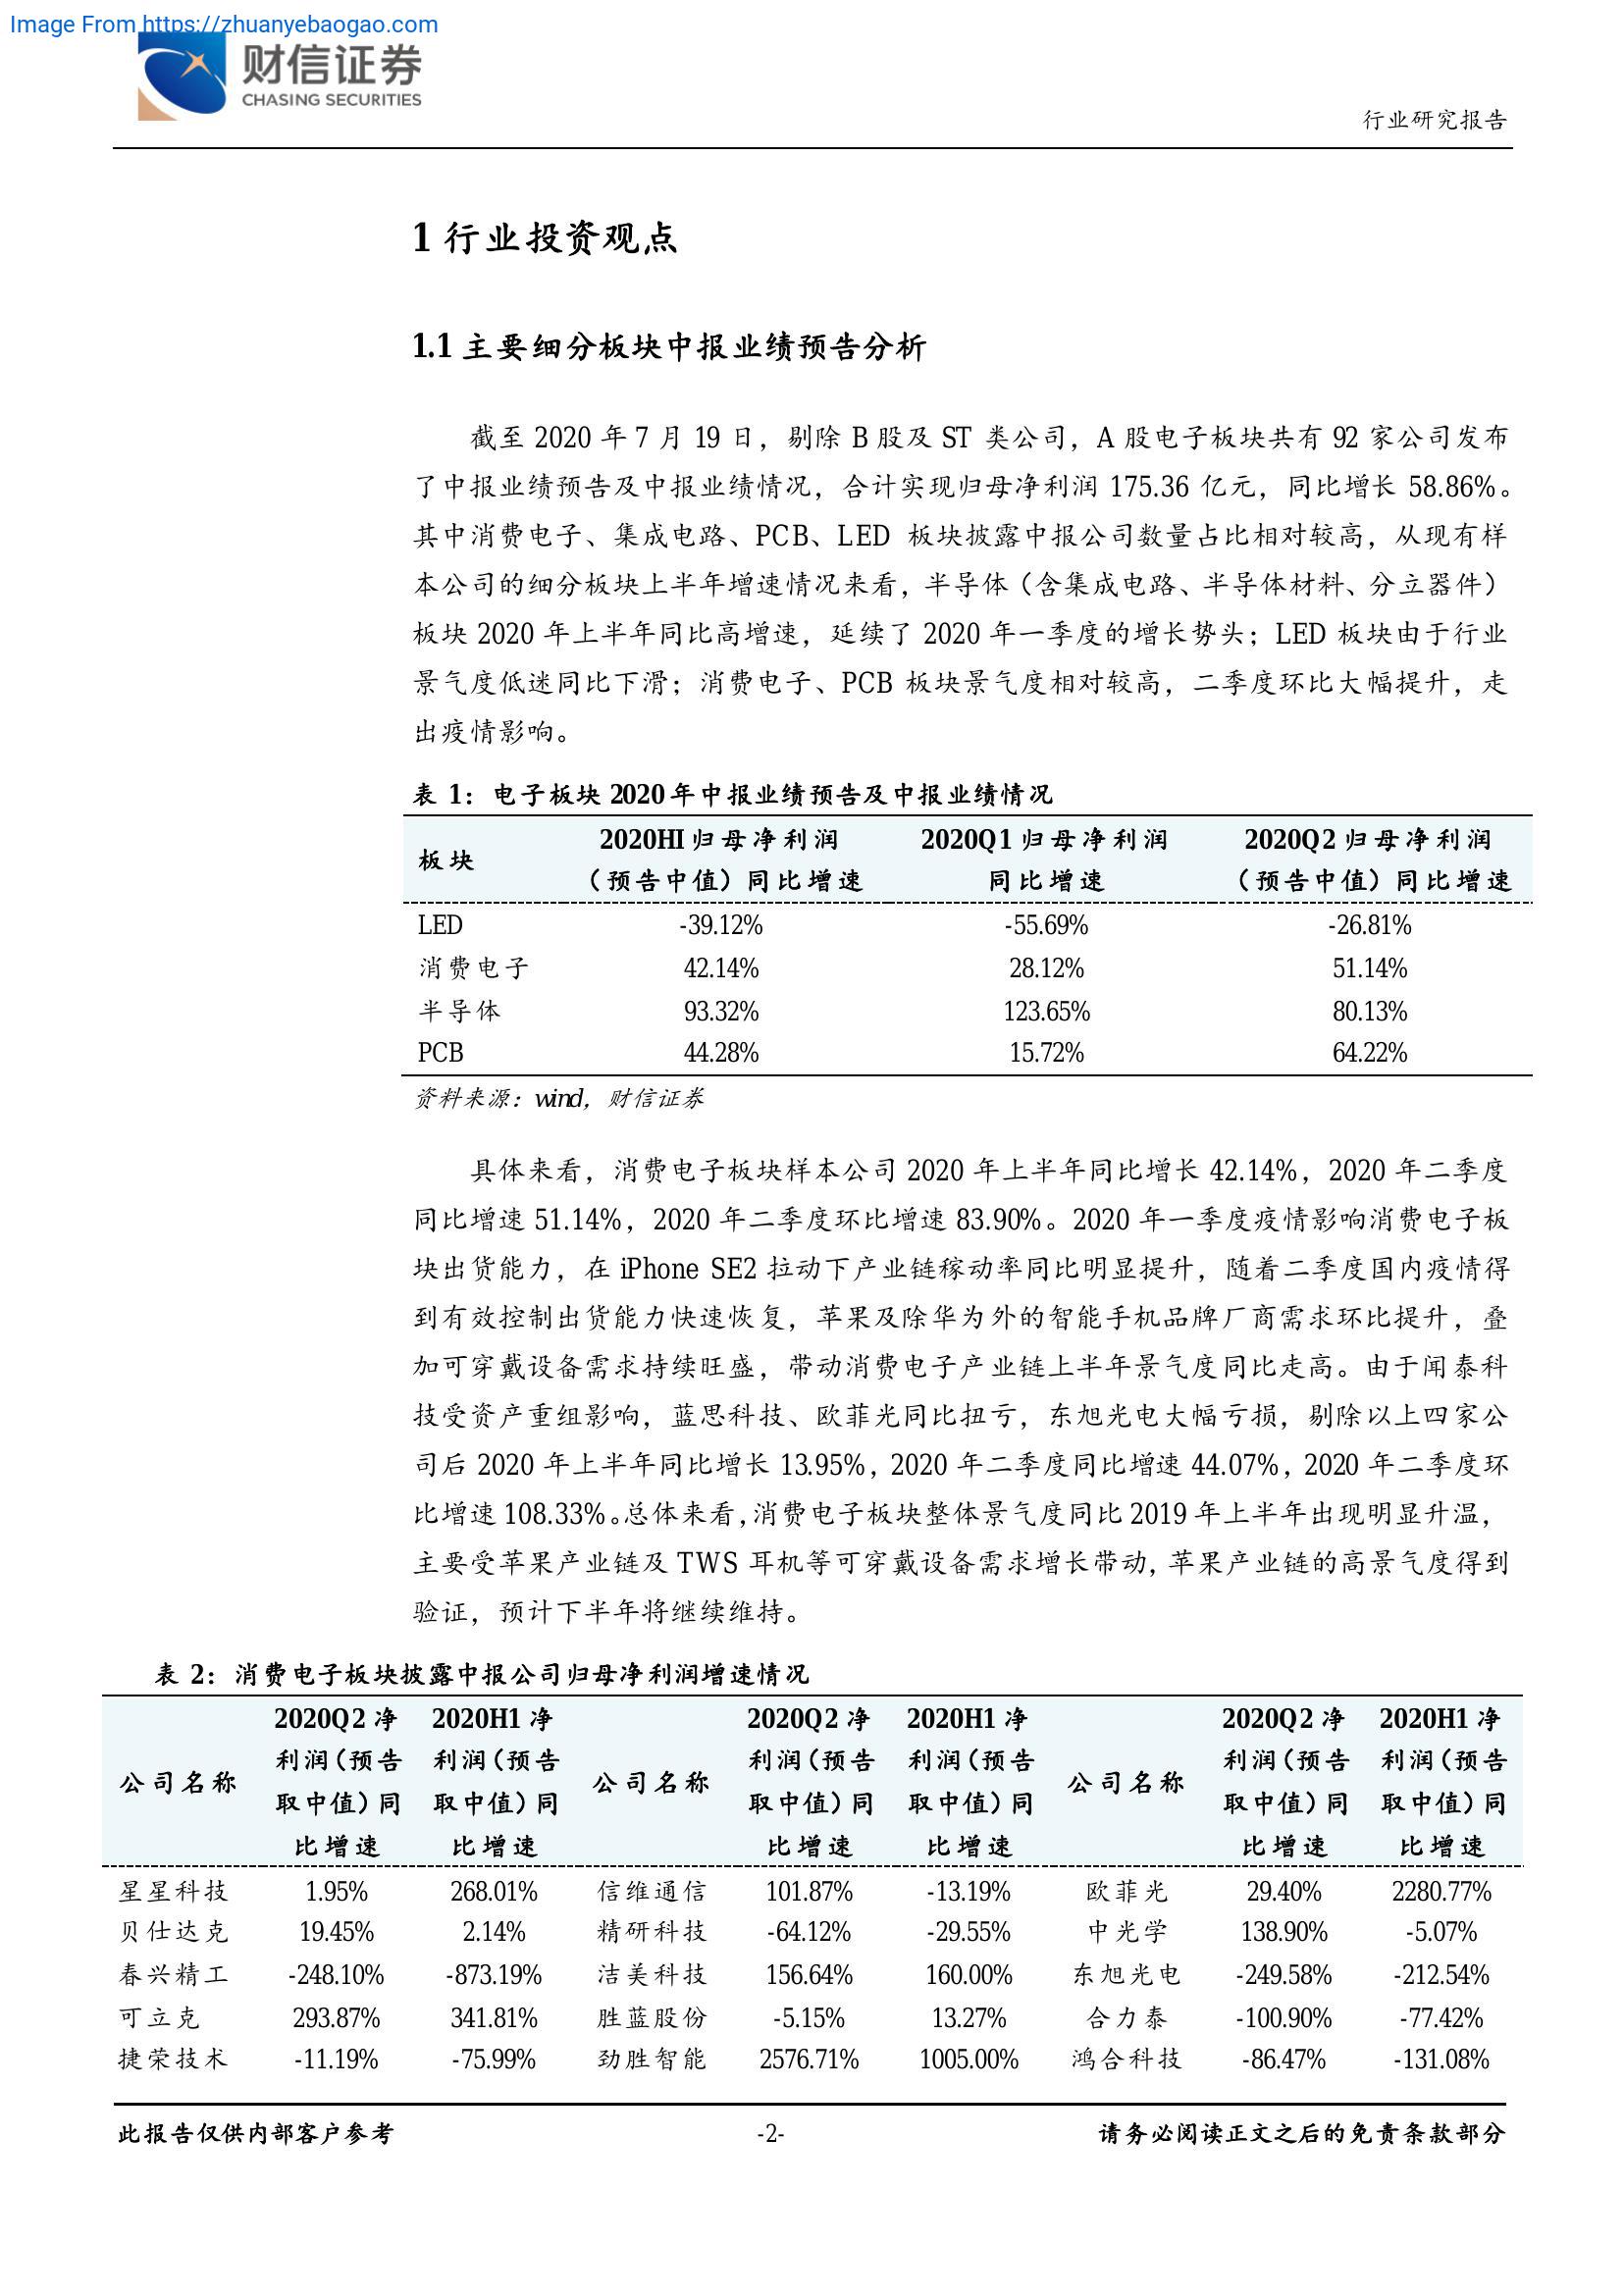 Image From https://zhuanyebaogao.com
财信证券
CHASING SECURITIES
行业研究报告
1 行业投资观点
1.1 主要细分板块中报业绩预告分析
截至 2020 年 7 月 19 日，剔除 B 股及 ST 类公司，A 股电子板块共有 92 家公司发布
了中报业绩预告及中报业绩情况，合计实现归母净利润 175.36 亿元，同比增长 58.86%。
其中消费电子、集成电路、PCB、LED 板块披露中报公司数量占比相对较高，从现有样
本公司的细分板块上半年增速情况来看，半导体（含集成电路、半导体材料、分立器件）
板块 2020 年上半年同比高增速，延续了 2020 年一季度的增长势头；LED 板块由于行业
景气度低迷同比下滑；消费电子、PCB 板块景气度相对较高，二季度环比大幅提升，走
出疫情影响。
表 1：电子板块 2020 年中报业绩预告及中报业绩情况
板块 2020HI 归母净利润（预告中值）同比增速 2020Q1 归母净利润同比增速 2020Q2 归母净利润（预告中值）同比增速
LED -39.12% -55.69% -26.81%
消费电子 42.14% 28.12% 51.14%
半导体 93.32% 123.65% 80.13%
PCB 44.28% 15.72% 64.22%
资料来源：wind，财信证券
具体来看，消费电子板块样本公司 2020 年上半年同比增长 42.14%，2020 年二季度
同比增速 51.14%，2020 年二季度环比增速 83.90%。2020 年一季度疫情影响消费电子板
块出货能力，在 iPhone SE2 拉动下产业链稼动率同比明显提升，随着二季度国内疫情得
到有效控制出货能力快速恢复，苹果及除华为外的智能手机品牌厂商需求环比提升，叠
加可穿戴设备需求持续旺盛，带动消费电子产业链上半年景气度同比走高。由于闻泰科
技受资产重组影响，蓝思科技、欧菲光同比扭亏，东旭光电大幅亏损，剔除以上四家公
司后 2020 年上半年同比增长 13.95%，2020 年二季度同比增速 44.07%，2020 年二季度环
比增速 108.33%。总体来看，消费电子板块整体景气度同比 2019 年上半年出现明显升温，
主要受苹果产业链及 TWS 耳机等可穿戴设备需求增长带动，苹果产业链的高景气度得到
验证，预计下半年将继续维持。
表 2：消费电子板块披露中报公司归母净利润增速情况
公司名称 2020Q2 净利润（预告取中值）同比增速 2020H1 净利润（预告取中值）同比增速 公司名称 2020Q2 净利润（预告取中值）同比增速 2020H1 净利润（预告取中值）同比增速 公司名称 2020Q2 净利润（预告取中值）同比增速 2020H1 净利润（预告取中值）同比增速
星星科技 1.95% 268.01% 信维通信 101.87% -13.19% 欧菲光 29.40% 2280.77%
贝仕达克 19.45% 2.14% 精研科技 -64.12% -29.55% 中光学 138.90% -5.07%
春兴精工 -248.10% -873.19% 洁美科技 156.64% 160.00% 东旭光电 -249.58% -212.54%
可立克 293.87% 341.81% 胜蓝股份 -5.15% 13.27% 合力泰 -100.90% -77.42%
捷荣技术 -11.19% -75.99% 劲胜智能 2576.71% 1005.00% 鸿合科技 -86.47% -131.08%
此报告仅供内部客户参考 -2- 请务必阅读正文之后的免责条款部分